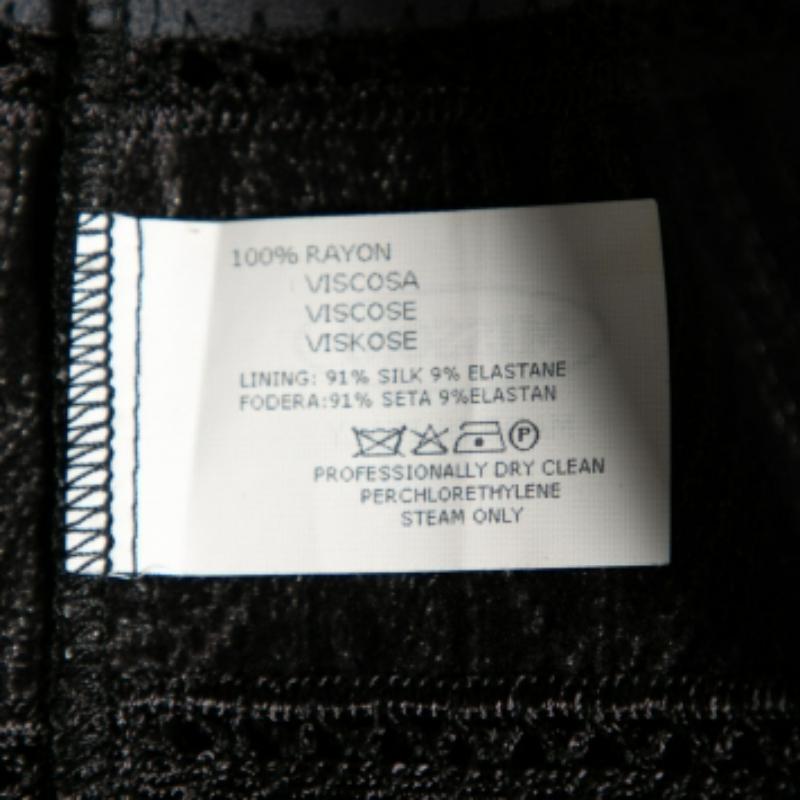 100% RAYON
VISCOSA
VISCOSE
VISKOSE
LINING: 91% SILK 9% ELASTANE
FODERA:91% SETA 9%ELASTAN
P
PROFESSIONALLY DRY CLEAN
PERCHLORETHYLENE
STEAM ONLY